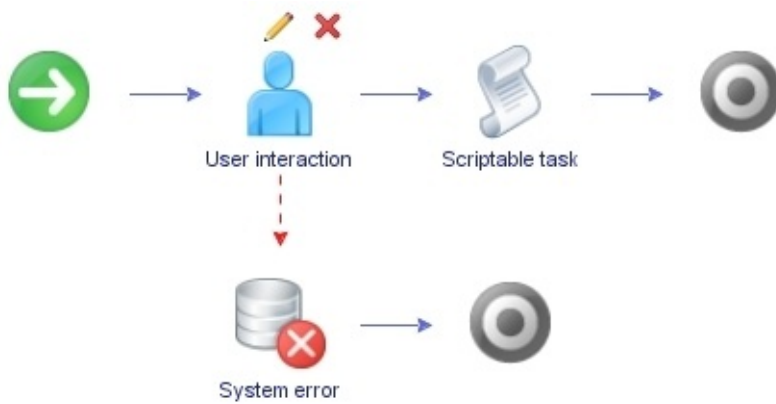 User interaction
Scriptable task
System error